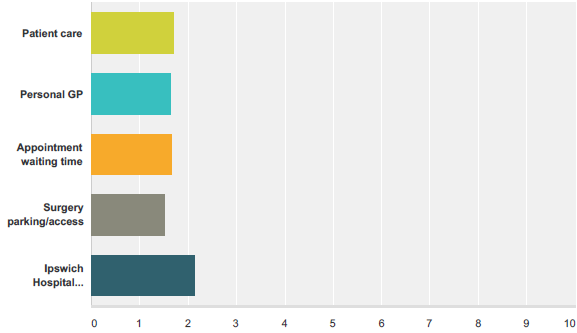 Patient care
Personal GP
Appointment
waiting time
Surgery
parking/access
Ipswich
Hospital...
0 1 2 3 4 5 6 7 8 9 10